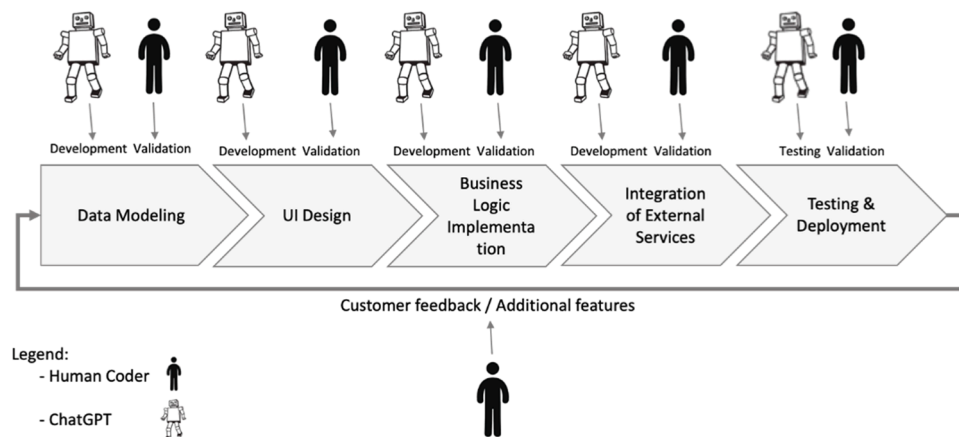 Development Validation
Development Validation
Development Validation
Development Validation
Testing Validation
Data Modeling
UI Design
Business
Logic
Implementa
tion
Integration
of External
Services
Testing &
Deployment
Customer feedback / Additional features
Legend:
- Human Coder
- ChatGPT